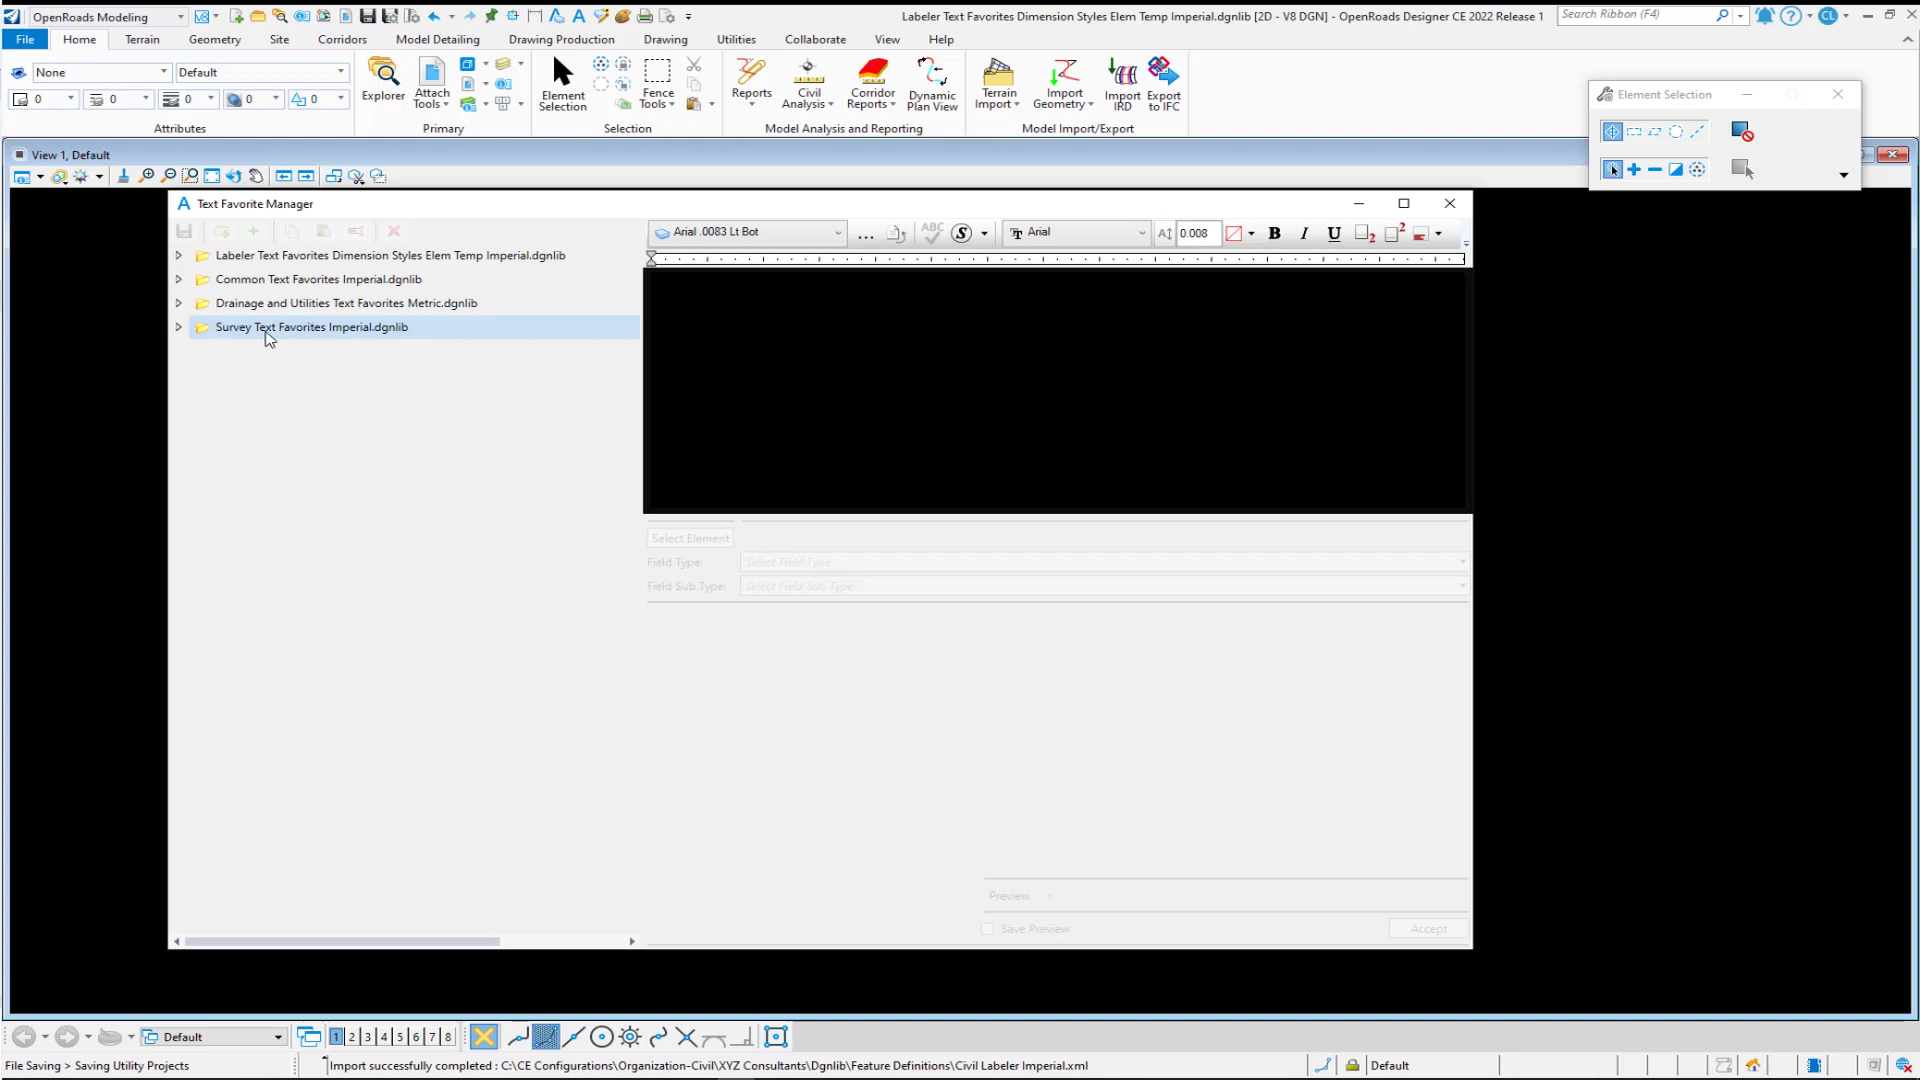 OpenRoads Modeling
Labeler Text Favorites Dimension Styles Elem Temp Imperial.dgnlib [2D - V8 DGN] - OpenRoads Designer CE 2022 Release 1
Search Ribbon (F4)
CL
File Home Terrain Geometry Site Corridors Model Detailing Drawing Production Drawing Utilities Collaborate View Help
None Default
0 0 0 0 0
Attributes
Explorer
Attach Tools
Primary
Element Selection
Fence Tools
Selection
Reports
Civil Analysis
Corridor Reports
Dynamic Plan View
Model Analysis and Reporting
Terrain Import
Import Geometry
Import IRD
Export to IFC
Model Import/Export
Element Selection
View 1, Default
Text Favorite Manager
Arial .0083 Lt Bot
...
ABC
Arial
0.008
B I U
Labeler Text Favorites Dimension Styles Elem Temp Imperial.dgnlib
Common Text Favorites Imperial.dgnlib
Drainage and Utilities Text Favorites Metric.dgnlib
Survey Text Favorites Imperial.dgnlib
Select Element
Field Type: Select Field Type
Field Sub Type: Select Field Sub Type
Preview :
Save Preview
Accept
Default
1 2 3 4 5 6 7 8
File Saving > Saving Utility Projects
Import successfully completed : C:\CE Configurations\Organization-Civil\XYZ Consultants\Dgnlib\Feature Definitions\Civil Labeler Imperial.xml
Default